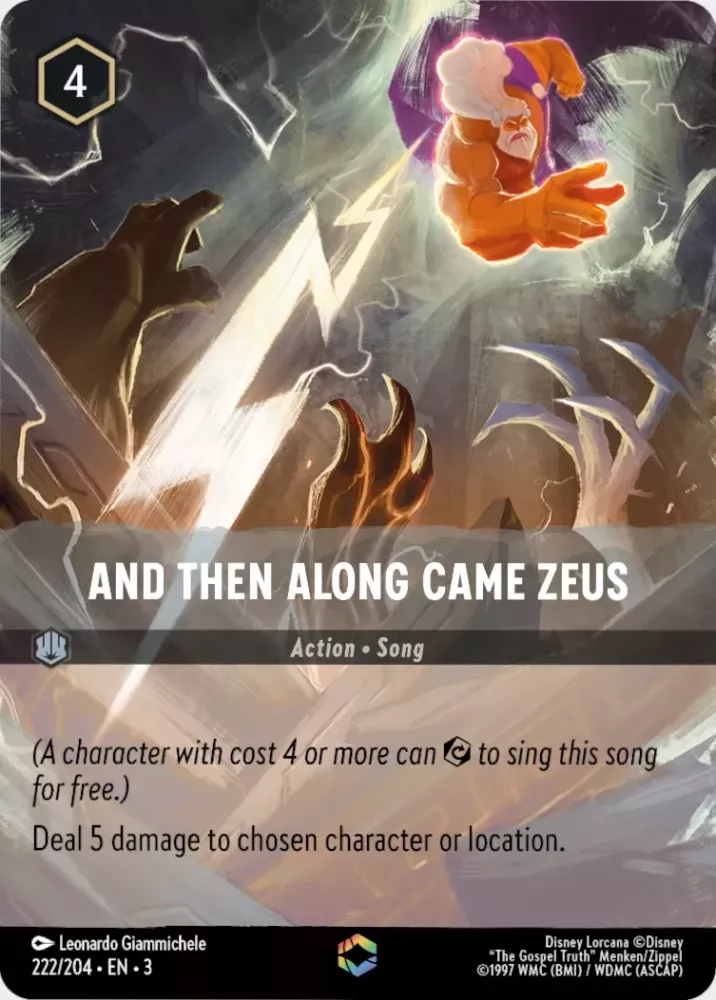 4
AND THEN ALONG CAME ZEUS
Action • Song
(A character with cost 4 or more can to sing this song
for free.)
Deal 5 damage to chosen character or location.
Leonardo Giammichele
222/204 • EN • 3
Disney Lorcana ©Disney
“The Gospel Truth” Menken/Zippel
©1997 WMC (BMI) / WDMC (ASCAP)